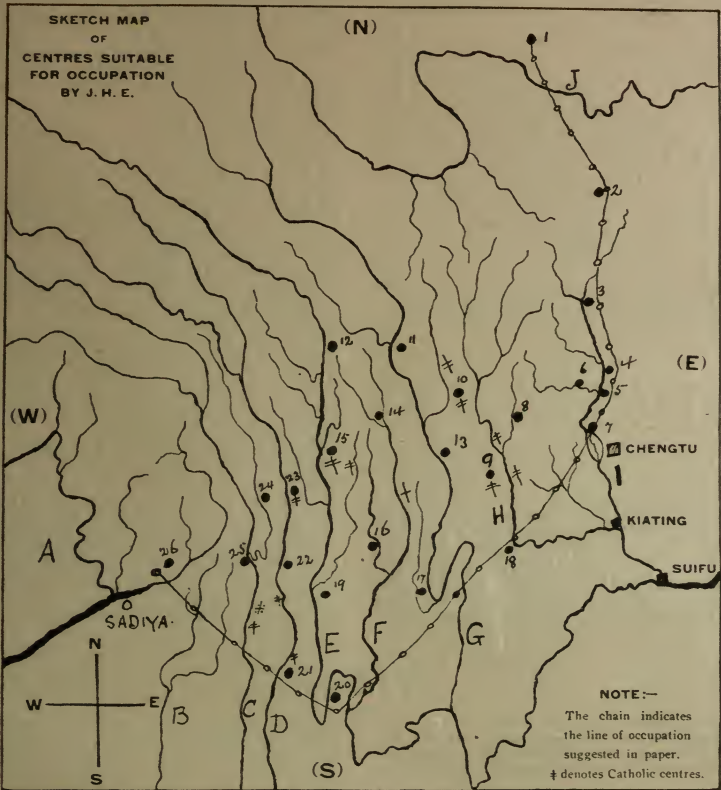 SKETCH MAP
OF
CENTRES SUITABLE
FOR OCCUPATION
BY J. H. E.
(N)
1
J
2
3
12
11
4
(E)
6
5
10
(W)
14
8
7
CHENGTU
15
13
9
24
23
H
KIATING
A
16
26
25
22
18
SUIFU
19
17
SADIYA.
E
F
G
N
21
20
W
E
B
C
D
NOTE:—
The chain indicates
the line of occupation
suggested in paper.
‡ denotes Catholic centres.
S
(S)